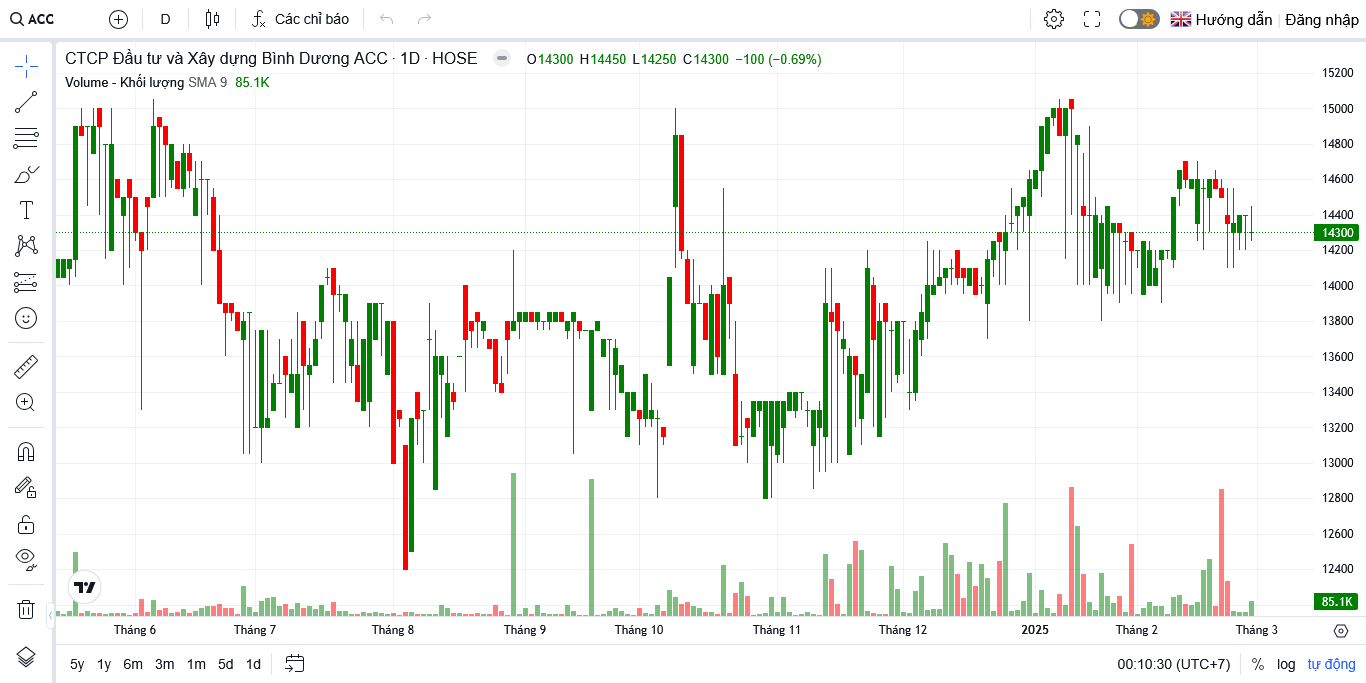 ACC D Các chỉ báo Hướng dẫn Đăng nhập
CTCP Đầu tư và Xây dựng Bình Dương ACC · 1D · HOSE O14300 H14450 L14250 C14300 −100 (−0.69%)
Volume - Khối lượng SMA 9 85.1K
15200
15000
14800
14600
14400
14300
14200
14000
13800
13600
13400
13200
13000
12800
12600
12400
85.1K
Tháng 6 Tháng 7 Tháng 8 Tháng 9 Tháng 10 Tháng 11 Tháng 12 2025 Tháng 2 Tháng 3
5y 1y 6m 3m 1m 5d 1d 00:10:30 (UTC+7) % log tự động